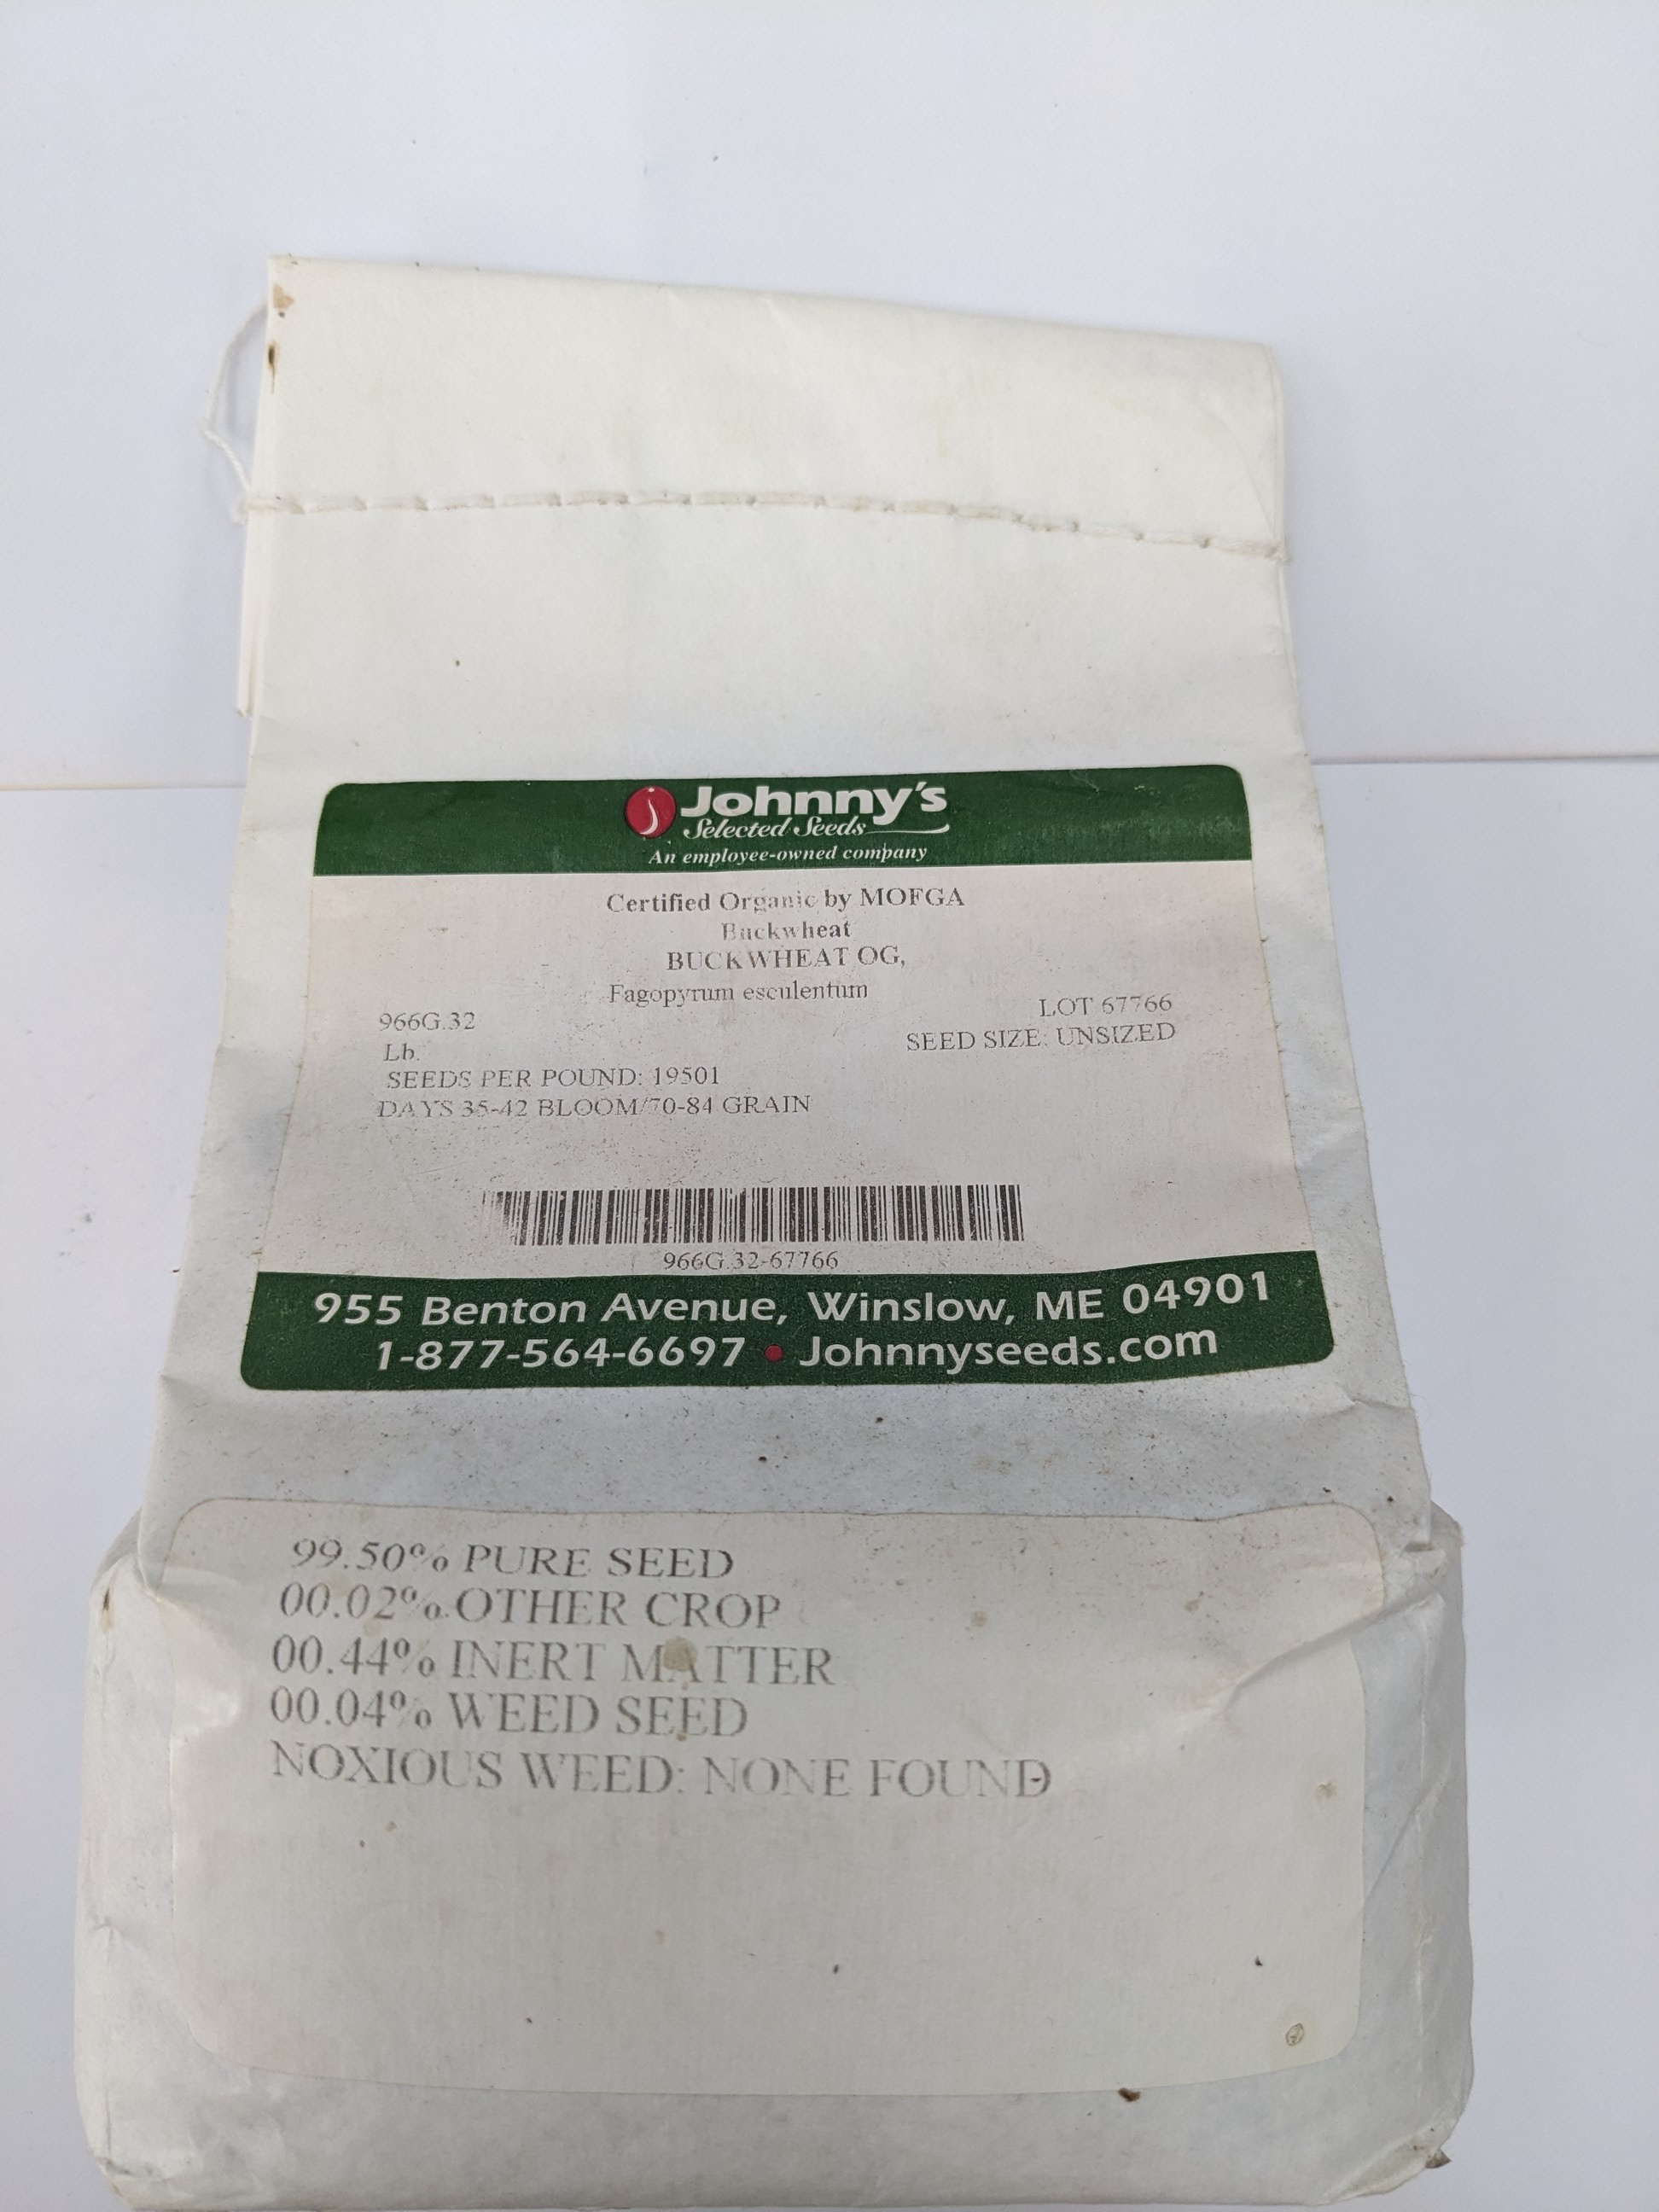 Johnny's
Selected Seeds
An employee-owned company
Certified Organic by MOFGA
Buckwheat
BUCKWHEAT OG,
Fagopyrum esculentum
966G.32
LOT 67766
Lb.
SEED SIZE: UNSIZED
SEEDS PER POUND: 19501
DAYS 35-42 BLOOM/70-84 GRAIN
966G.32-67766
955 Benton Avenue, Winslow, ME 04901
1-877-564-6697 • Johnnyseeds.com
99.50% PURE SEED
00.02% OTHER CROP
00.44% INERT MATTER
00.04% WEED SEED
NOXIOUS WEED: NONE FOUND